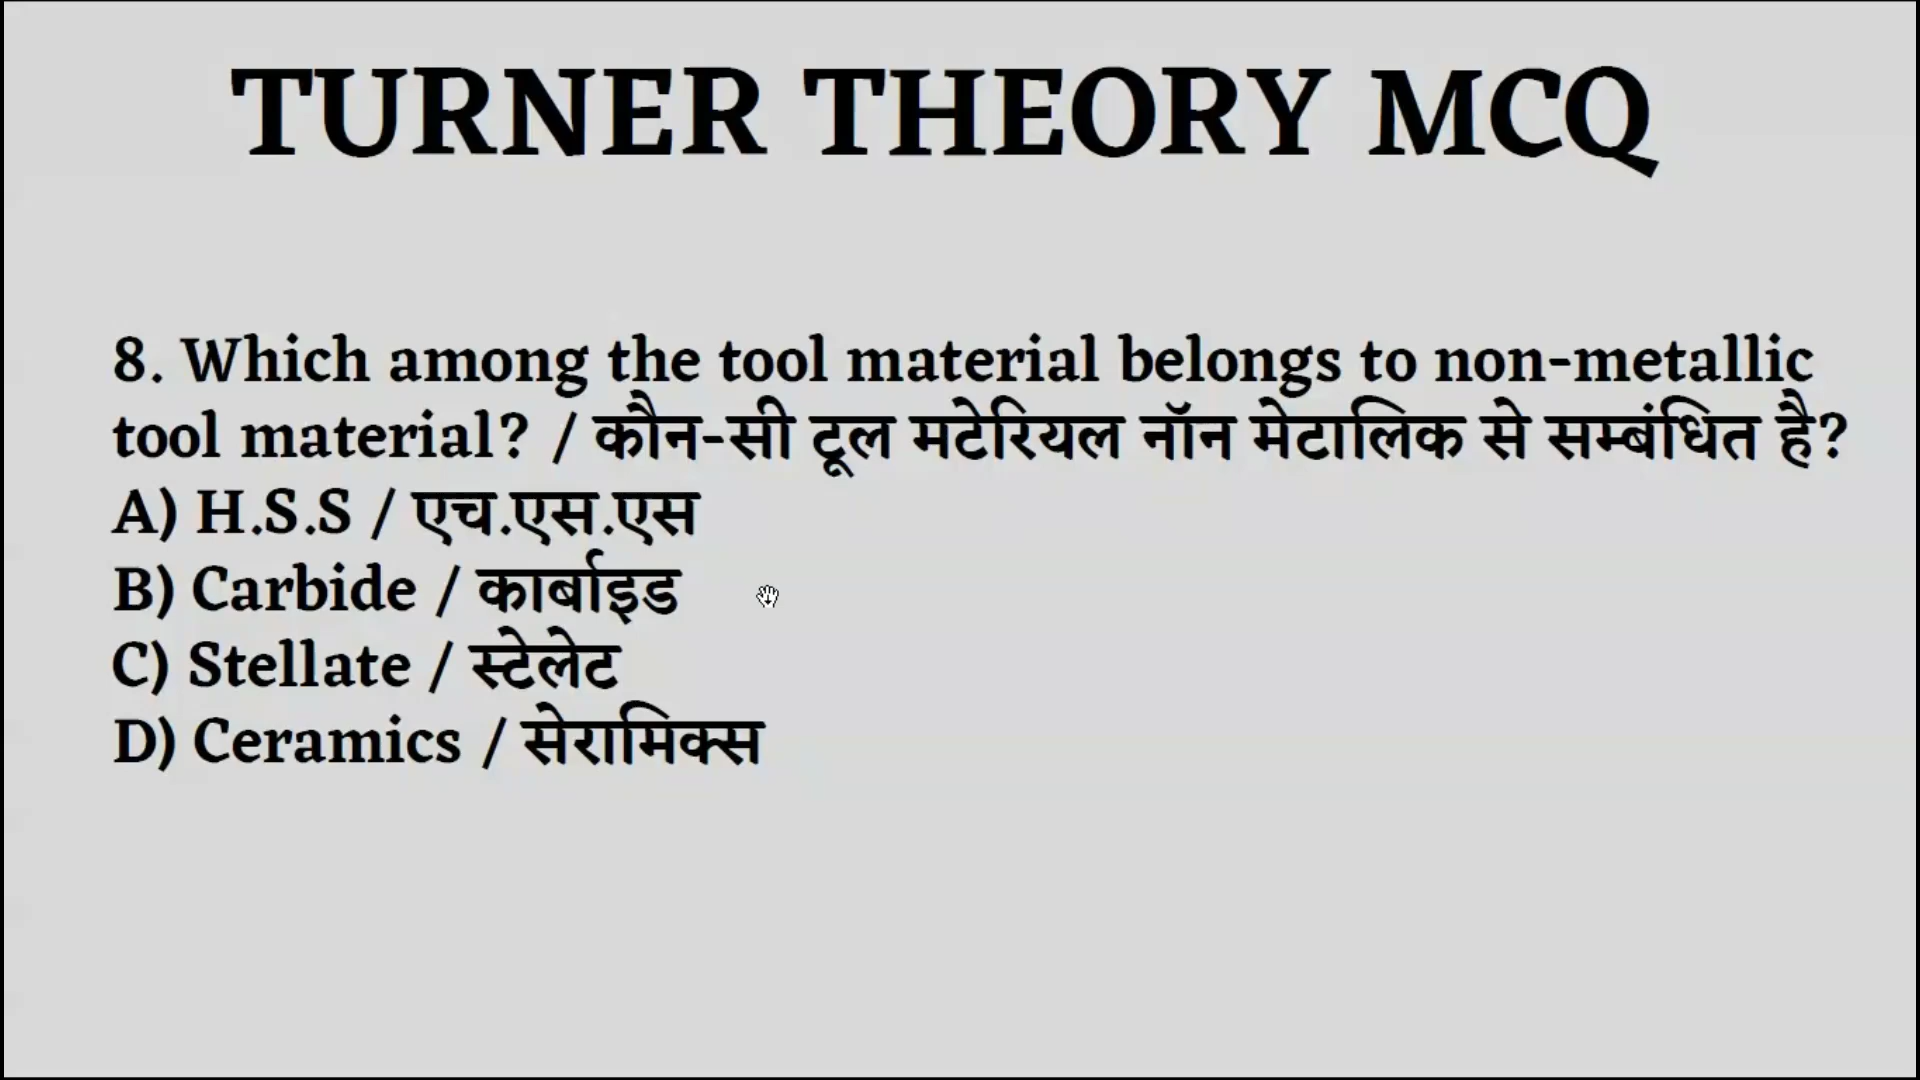 TURNER THEORY MCQ
8. Which among the tool material belongs to non-metallic
tool material? / कौन-सी टूल मटेरियल नॉन मेटालिक से सम्बंधित है?
A) H.S.S / एच.एस.एस
B) Carbide / कार्बाइड
C) Stellate / स्टेलेट
D) Ceramics / सेरामिक्स